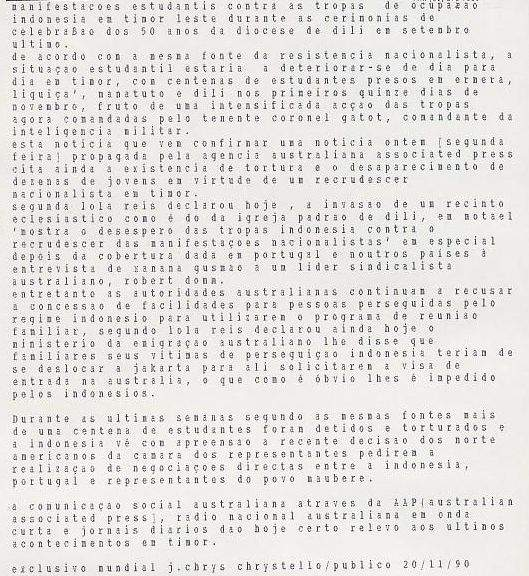 manifestacoes estudantis contra as tropas de ocupaзao
indonesia em timor leste durante as cerinonias de
celebraßao dos 50 anos da diocese de dili em setembro
ultimo.
de acordo com a mesna fonte da resistencia nacionalista, a
situaçao estudantil estaria a deteriorar-se de dia para
dia em timor, com centenas de estudantes presos em ermera,
liquiça', manatuto e dili nos primeiros quinze dias de
novembro, fruto de uma intensificada acçao das tropas
agora comandadas pelo tenente coronel gatot, comandante da
inteligencia militar.
esta noticia que vem confirmar uma noticia ontem [segunda
feira] propagada pela agencia australiana associated press
cita ainda a existencia de tortura e o desaparecimento de
dezenas de jovens em virtude de um recrudescer
nacionalista em timor.
segunda lola reis declarou hoje , a invasao de um recinto
eclesiastico como é do da igreja padrao de dili, em motael
'mostra o desespero das tropas indonesia contra o
recrudescer das manifestaçoes nacionalistas' em especial
depois da cobertura dada em portugal e noutros paises à
entrevista de xanana gusmao a um lider sindicalista
australiano, robert domm.
entretanto as autoridades australianas continuam a recusar
a concessao de facilidades para pessoas perseguidas pelo
regime indonesio para utilizarem o programa de reuniao
familiar, segundo lola reis declarou ainda hoje o
ministerio da emigraçao australiano lhe disse que
familiares seus vitimas de perseguiçao indonesia teriam de
se deslocar a jakarta para ali solicitarem a visa de
entrada na australia, o que como é óbvio lhes é impedido
pelos indonesios.

Durante as ultimas semanas segundo as mesmas fontes mais
de uma centena de estudantes foram detidos e torturados e
a indonesia vê com apreensao a recente decisao dos norte
americanos da camara dos representantes pedirem a
realizaçao de negociaçoes directas entre a indonesia,
portugal e representantes do povo maubere.

a comunicaçao social australiana atraves da AAP[australian
associated press], radio nacional australiana em onda
curta e jornais diarios dao hoje certo relevo aos ultimos
acontecimentos em timor.

exclusivo mundial j.chrys chrystello/publico 20/11/90